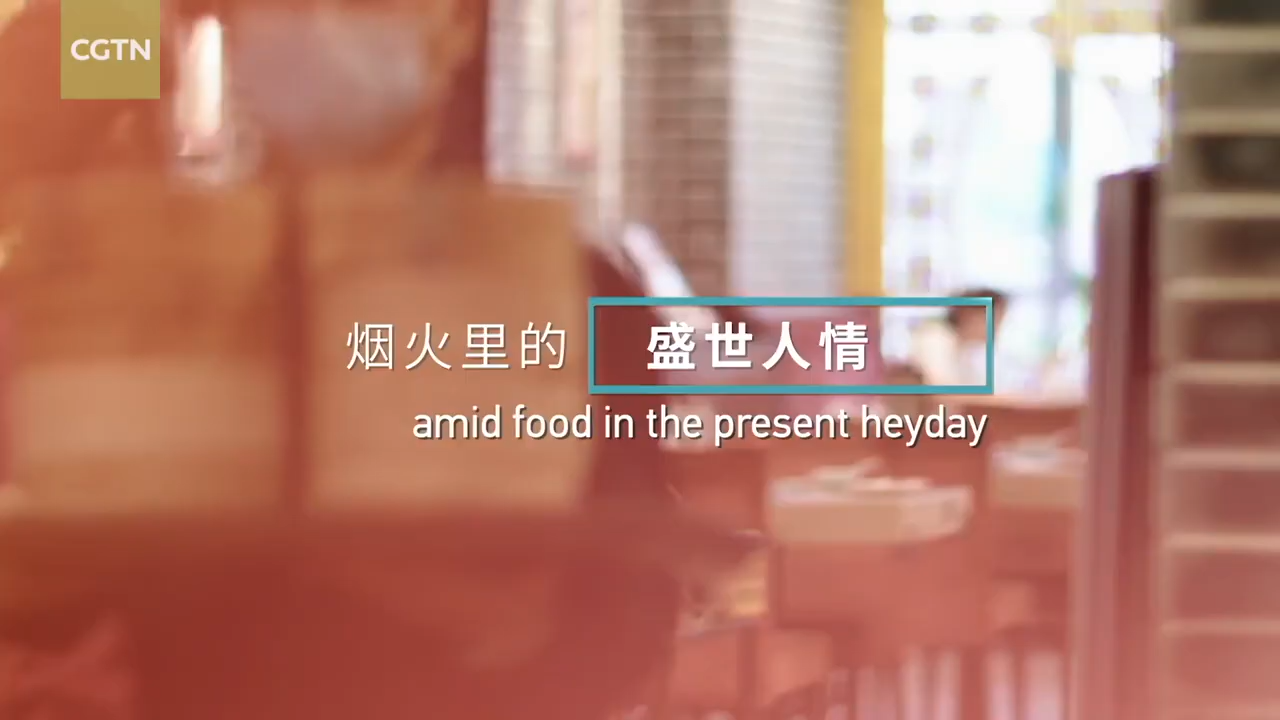 CGTN
烟火里的 盛世人情
amid food in the present heyday